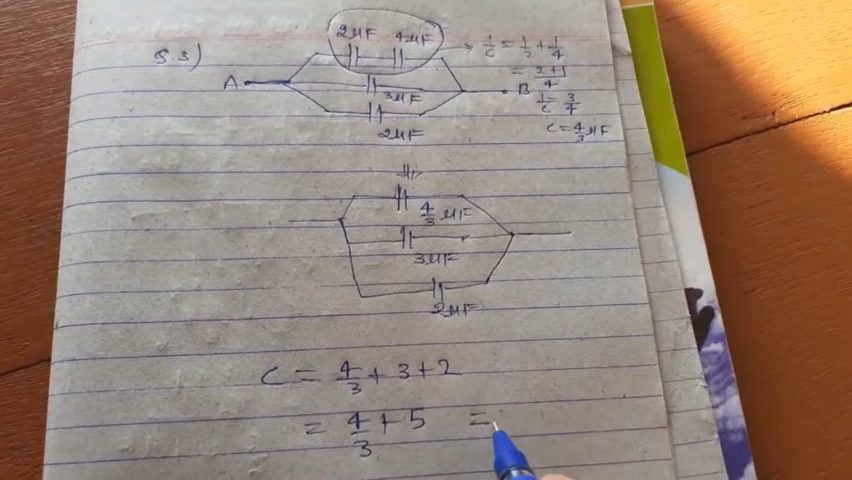 2μF 4μF
Q.3) → 1/c = 1/2 + 1/4
= 2+1/4
A 3μF B 1/c = 3/4
2μF c = 4/3 μF
4/3 μF
3μF
2μF
C = 4/3 + 3 + 2
= 4/3 + 5 =